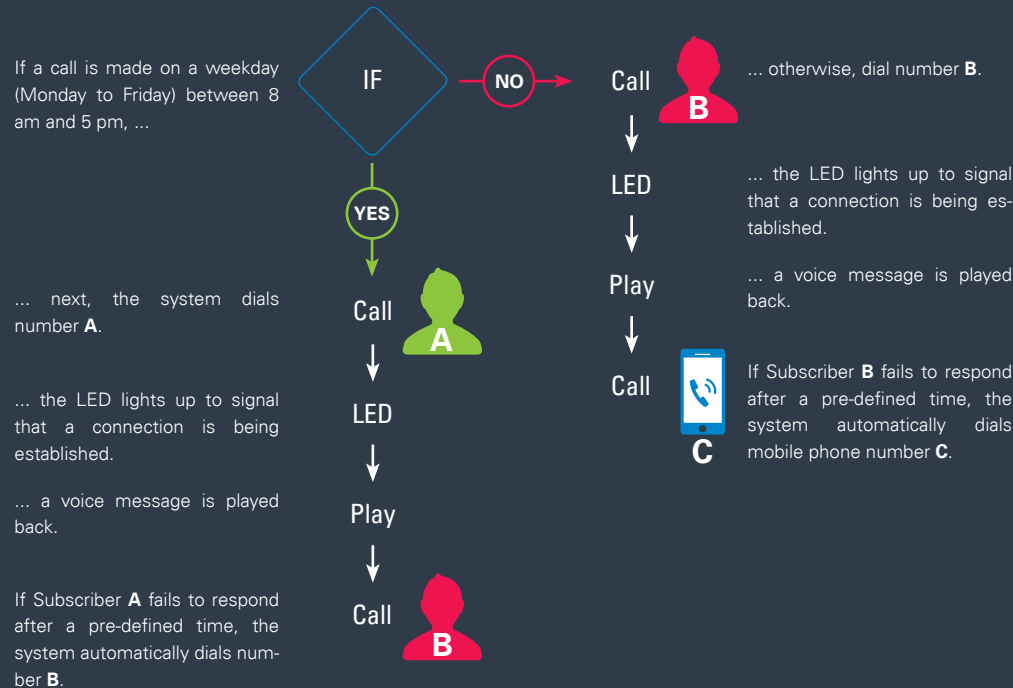 If a call is made on a weekday
(Monday to Friday) between 8
am and 5 pm, ...
IF
NO
Call
B
... otherwise, dial number B.
LED
... the LED lights up to signal
that a connection is being es-
tablished.
Play
... a voice message is played
back.
Call
C
If Subscriber B fails to respond
after a pre-defined time, the
system automatically dials
mobile phone number C.
YES
... next, the system dials
number A.
Call
A
... the LED lights up to signal
that a connection is being
established.
LED
... a voice message is played
back.
Play
If Subscriber A fails to respond
after a pre-defined time, the
system automatically dials num-
ber B.
Call
B